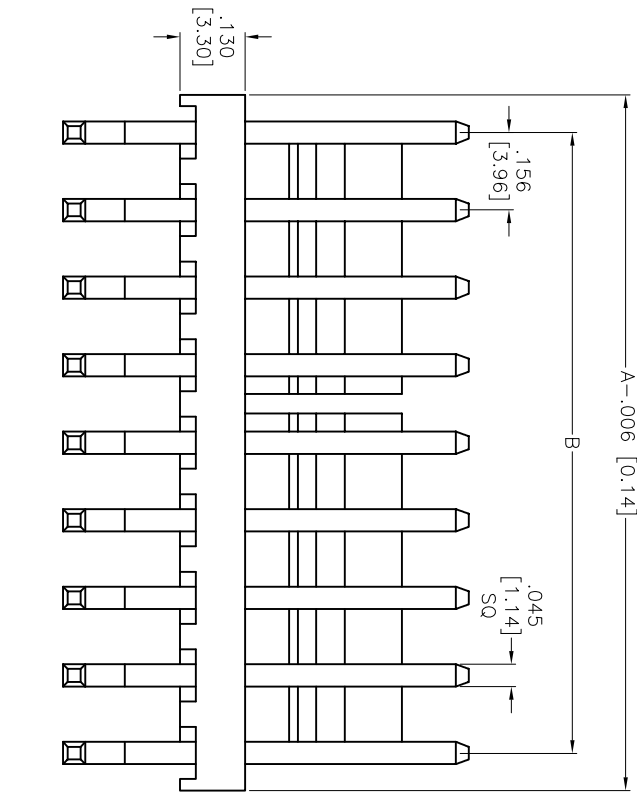 A-.006 [0.14]
B
.156
[3.96]
.130
[3.30]
.045
[1.14]
SQ